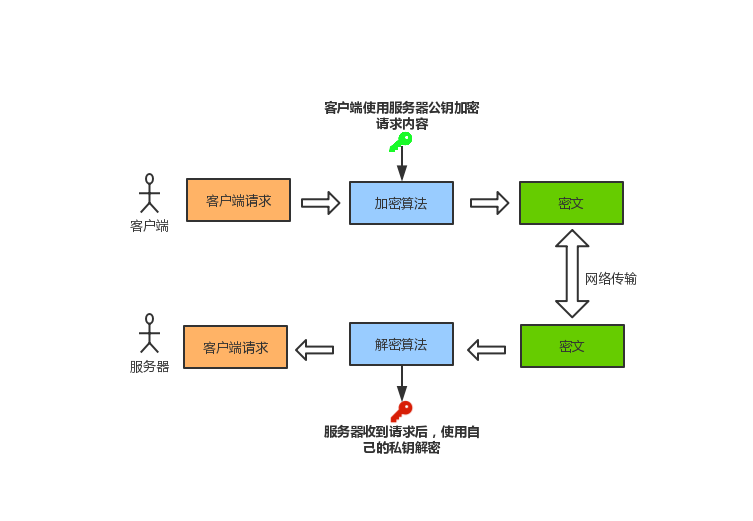 客户端使用服务器公钥加密
请求内容
客户端请求
加密算法
密文
客户端
网络传输
客户端请求
解密算法
密文
服务器
服务器收到请求后，使用自
己的私钥解密